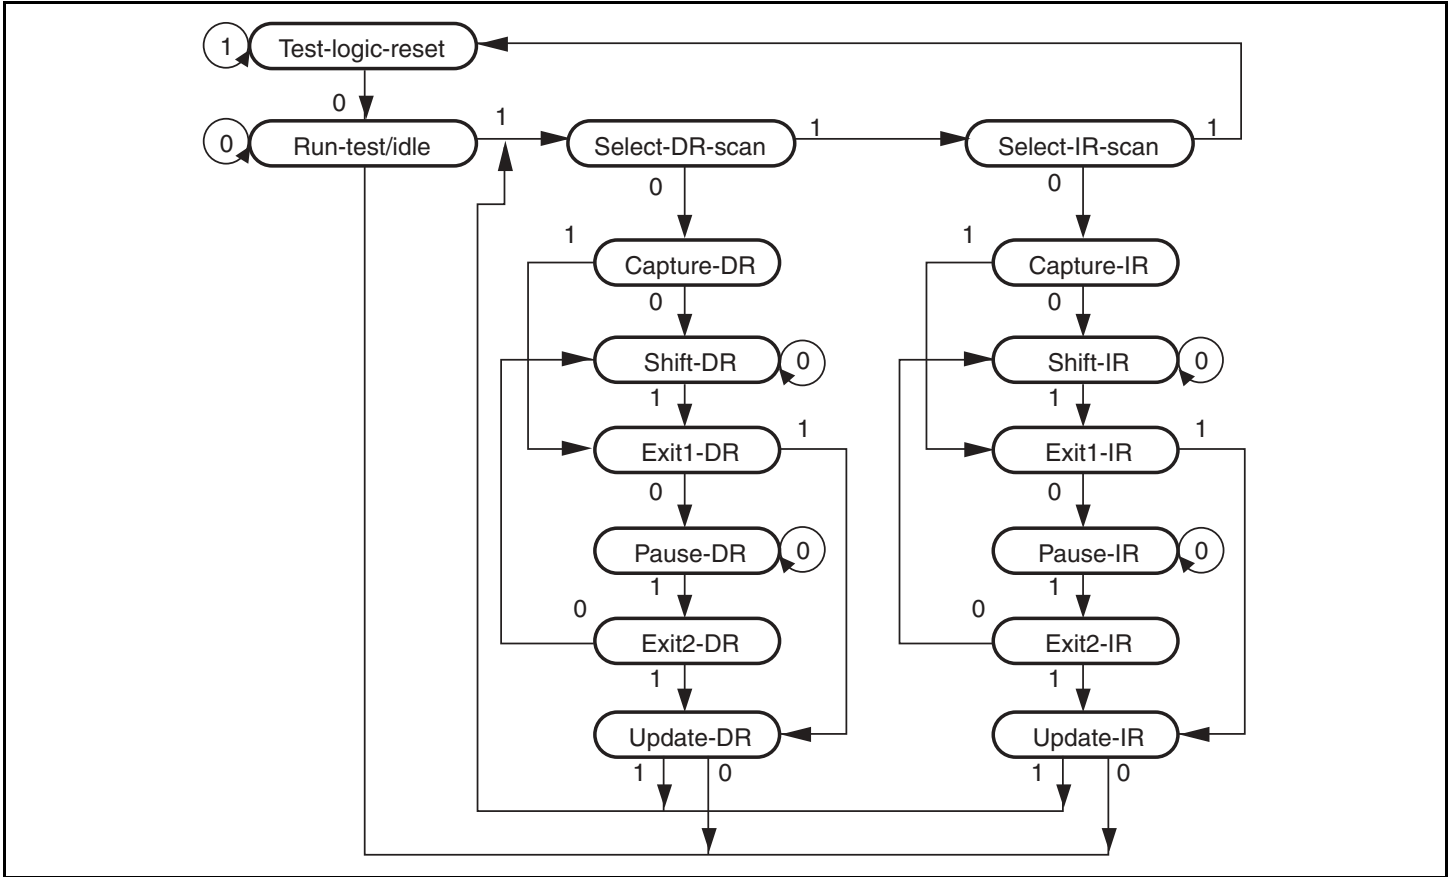 1
Test-logic-reset
0
0
Run-test/idle
1
Select-DR-scan
1
Select-IR-scan
1
0
0
1
Capture-DR
1
Capture-IR
0
0
Shift-DR
0
Shift-IR
0
1
1
Exit1-DR
1
Exit1-IR
1
0
0
Pause-DR
0
Pause-IR
0
1
1
0
Exit2-DR
0
Exit2-IR
1
1
Update-DR
Update-IR
1
0
1
0